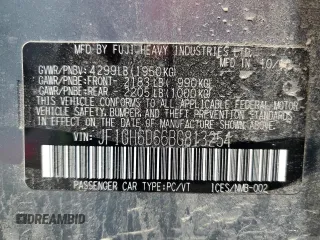 MFD BY FUJI HEAVY INDUSTRIES LTD.
10/10
GVWR/PNBV: 4299LB(1950KG)
GAWR/PNBE:FRONT 2183LB( 990KG)
GAWR/PNBE:REAR 2205LB(1000KG)
THIS VEHICLE CONFORMS TO ALL APPLICABLE
FEDERAL MOTOR VEHICLE SAFETY,
BUMPER, AND THEFT PREVENTION
STANDARDS IN EFFECT ON THE DATE OF
MANUFACTURE SHOWN ABOVE.
JF1GH6D66BG813254
PASSENGER CAR TYPE:PC/VT ICES/NMB-002
DREAMBID